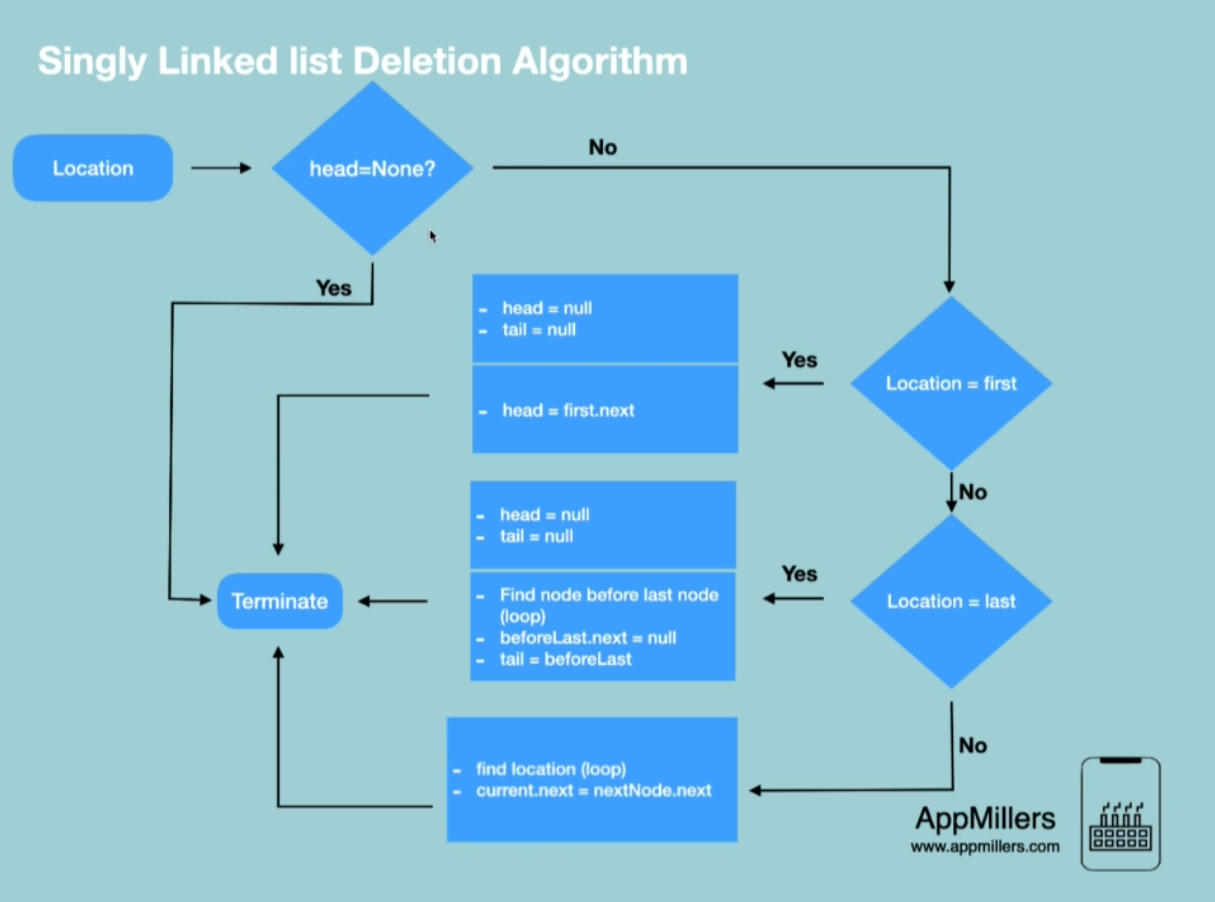 Singly Linked list Deletion Algorithm
Location
head=None?
No
Yes
- head = null
- tail = null
- head = first.next
Yes
Location = first
No
- head = null
- tail = null
- Find node before last node
(loop)
- beforeLast.next = null
- tail = beforeLast
Yes
Location = last
Terminate
No
- find location (loop)
- current.next = nextNode.next
AppMillers
www.appmillers.com